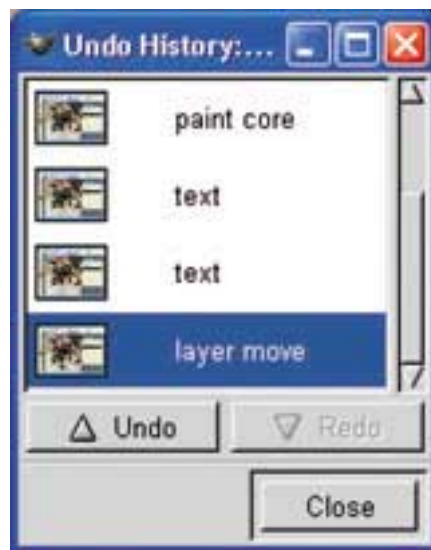 Undo History:...
paint core
text
text
layer move
Undo Redo
Close